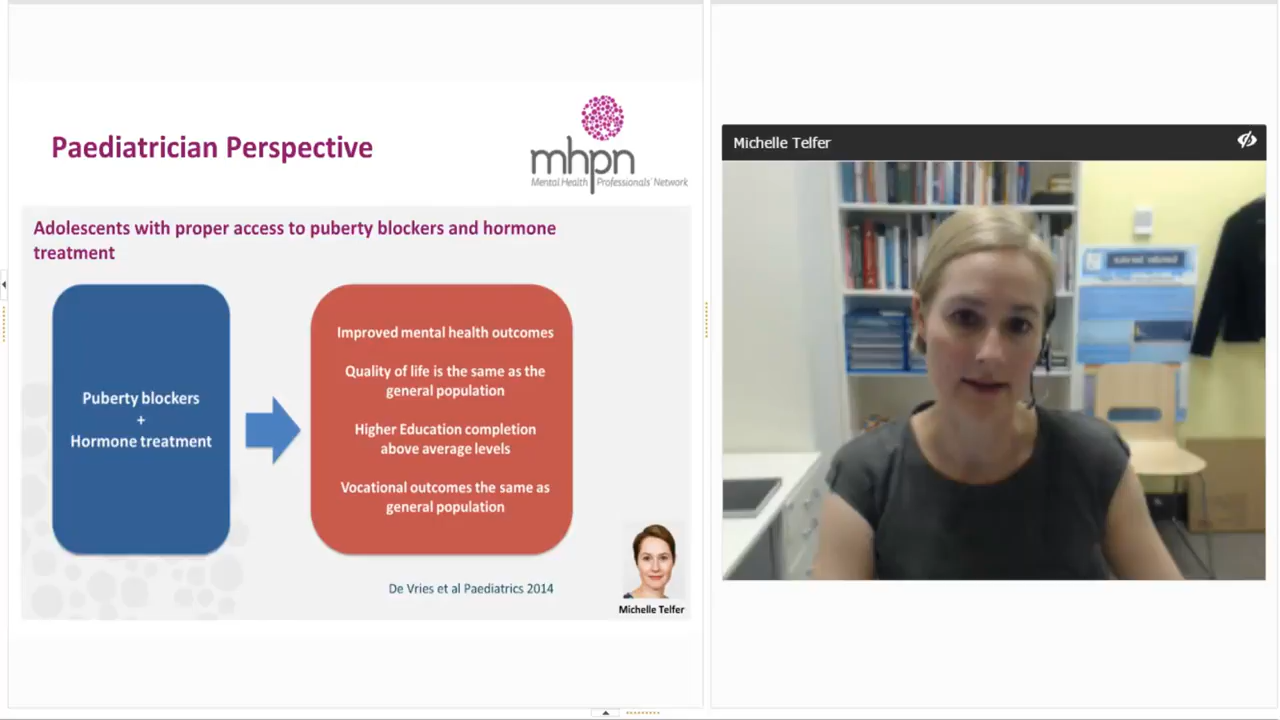 Paediatrician Perspective
mhpn
Mental Health Professionals' Network
Adolescents with proper access to puberty blockers and hormone
treatment
Puberty blockers
+
Hormone treatment
Improved mental health outcomes
Quality of life is the same as the
general population
Higher Education completion
above average levels
Vocational outcomes the same as
general population
De Vries et al Paediatrics 2014
Michelle Telfer
Michelle Telfer